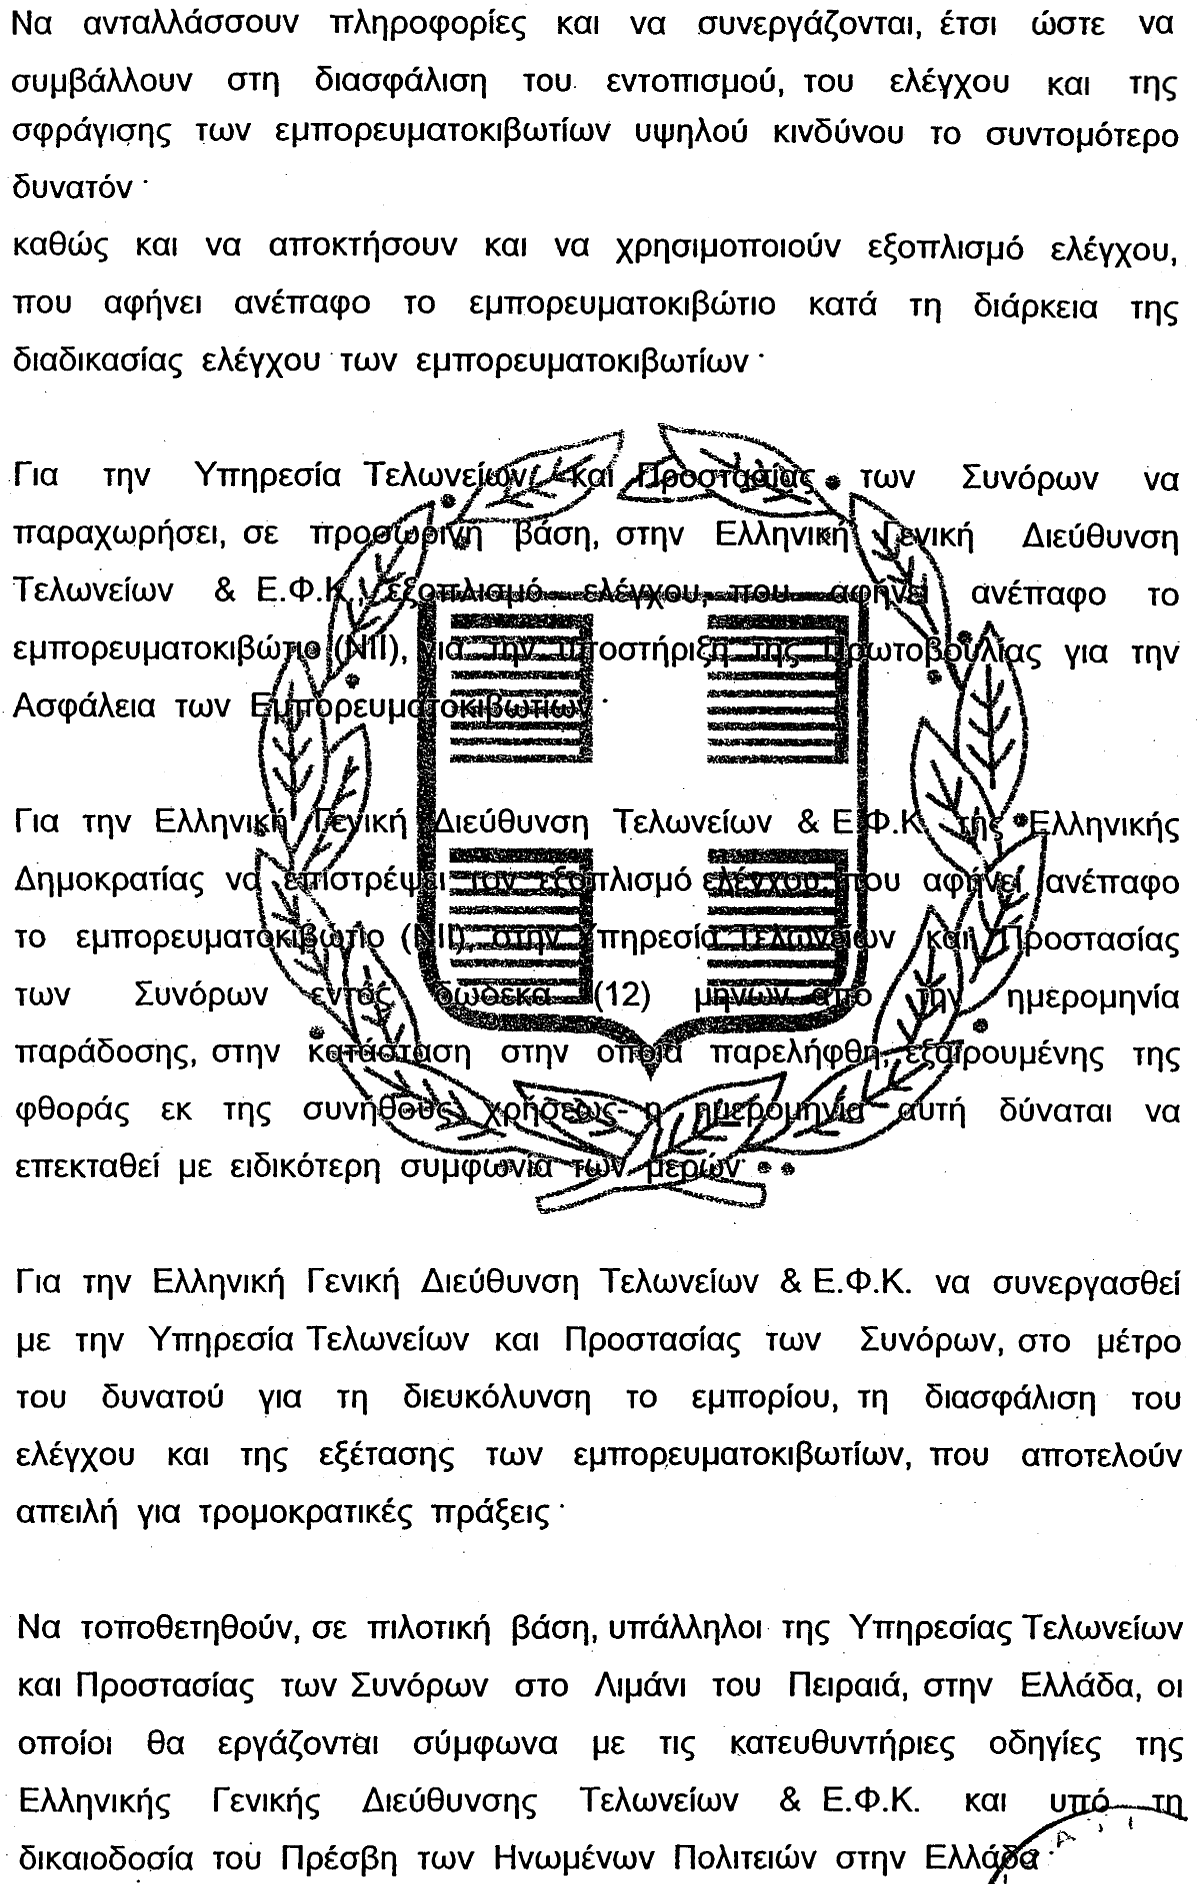 Να ανταλλάσσουν πληροφορίες και να συνεργάζονται, έτσι ώστε να
συμβάλλουν στη διασφάλιση του εντοπισμού, του ελέγχου και της
σφράγισης των εμπορευματοκιβωτίων υψηλού κινδύνου το συντομότερο
δυνατόν ·
καθώς και να αποκτήσουν και να χρησιμοποιούν εξοπλισμό ελέγχου,
που αφήνει ανέπαφο το εμπορευματοκιβώτιο κατά τη διάρκεια της
διαδικασίας ελέγχου των εμπορευματοκιβωτίων ·
Για την Υπηρεσία Τελωνείων και Προστασίας των Συνόρων να
παραχωρήσει, σε προσωρινή βάση, στην Ελληνική Γενική Διεύθυνση
Τελωνείων & Ε.Φ.Κ., εξοπλισμό ελέγχου, που αφήνει ανέπαφο το
εμπορευματοκιβώτιο (ΝΙΙ), για την υποστήριξη της Πρωτοβουλίας για την
Ασφάλεια των Εμπορευματοκιβωτίων ·
Για την Ελληνική Γενική Διεύθυνση Τελωνείων & Ε.Φ.Κ. της Ελληνικής
Δημοκρατίας να επιστρέψει τον εξοπλισμό ελέγχου που αφήνει ανέπαφο
το εμπορευματοκιβώτιο (ΝΙΙ), στην Υπηρεσία Τελωνείων και Προστασίας
των Συνόρων εντός δώδεκα (12) μηνών από την ημερομηνία
παράδοσης, στην κατάσταση στην οποία παρελήφθη, εξαιρουμένης της
φθοράς εκ της συνήθους χρήσεως- η ημερομηνία αυτή δύναται να
επεκταθεί με ειδικότερη συμφωνία των μερών·
Για την Ελληνική Γενική Διεύθυνση Τελωνείων & Ε.Φ.Κ. να συνεργασθεί
με την Υπηρεσία Τελωνείων και Προστασίας των Συνόρων, στο μέτρο
του δυνατού για τη διευκόλυνση το εμπορίου, τη διασφάλιση του
ελέγχου και της εξέτασης των εμπορευματοκιβωτίων, που αποτελούν
απειλή για τρομοκρατικές πράξεις ·
Να τοποθετηθούν, σε πιλοτική βάση, υπάλληλοι της Υπηρεσίας Τελωνείων
και Προστασίας των Συνόρων στο Λιμάνι του Πειραιά, στην Ελλάδα, οι
οποίοι θα εργάζονται σύμφωνα με τις κατευθυντήριες οδηγίες της
Ελληνικής Γενικής Διεύθυνσης Τελωνείων & Ε.Φ.Κ. και υπό τη
δικαιοδοσία του Πρέσβη των Ηνωμένων Πολιτειών στην Ελλάδα ·